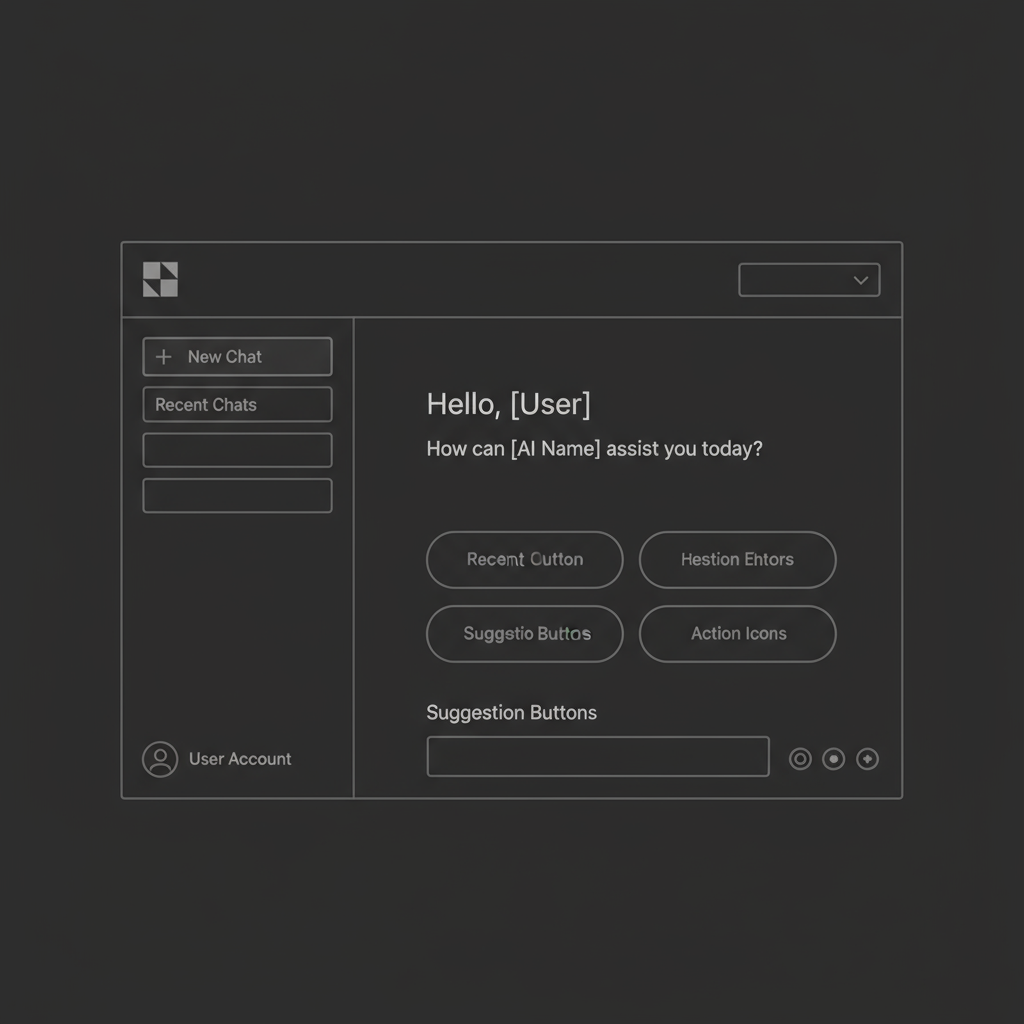 New Chat
Recent Chats
Hello, [User]
How can [AI Name] assist you today?
Recent Outton
Hestion Ehtors
Suggstio Buttos
Action Icons
Suggestion Buttons
User Account